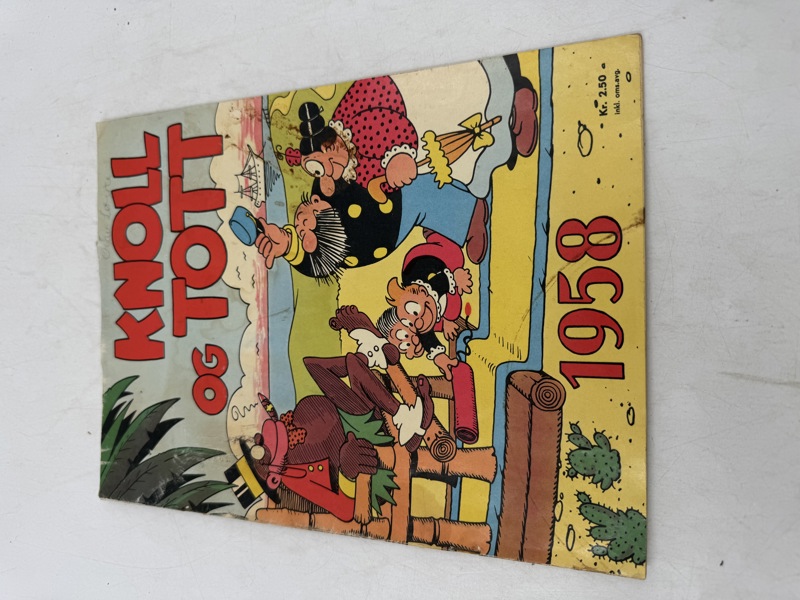 KNOLL
OG TOTT
Kr. 2.50
inkl. oms.avg.
1958